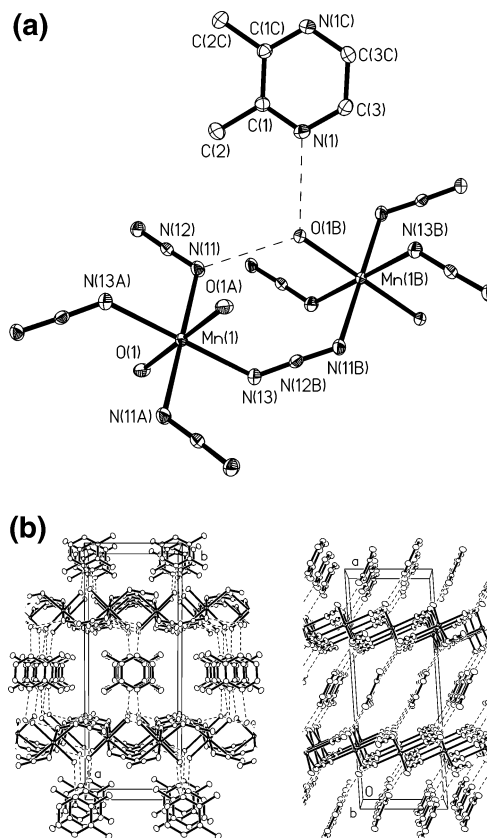 (a)
N(1C)
C(1C)
C(2C)
C(3C)
C(1)
C(3)
C(2)
N(1)
N(12)
O(1B)
N(13B)
N(11)
N(13A)
O(1A)
Mn(1B)
Mn(1)
O(1)
N(11B)
N(12B)
N(13)
N(11A)
(b)
b
a
a
O
b